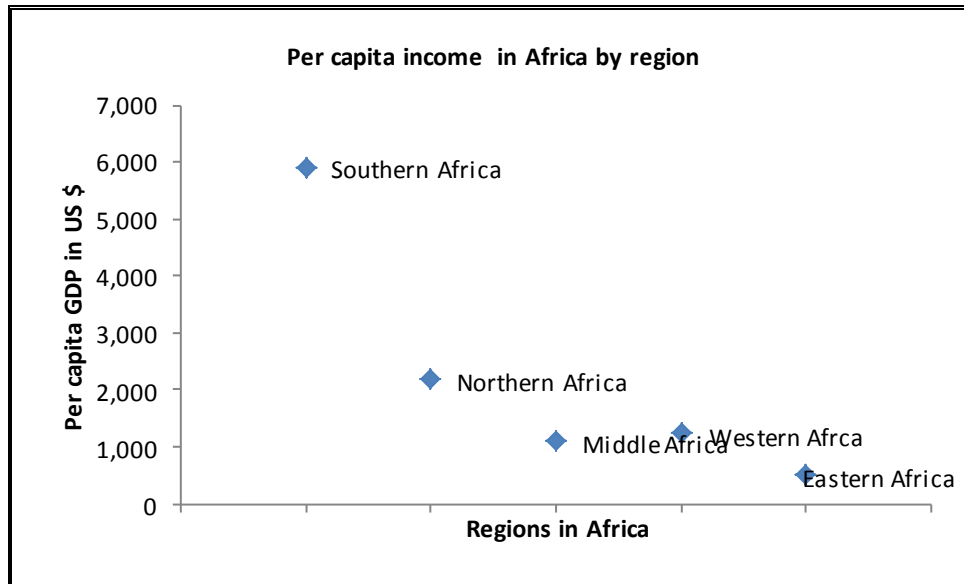 Per capita income in Africa by region
Per capita GDP in US $
7,000
6,000
5,000
4,000
3,000
2,000
1,000
0
Southern Africa
Northern Africa
Middle Africa
Western Afrca
Eastern Africa
Regions in Africa